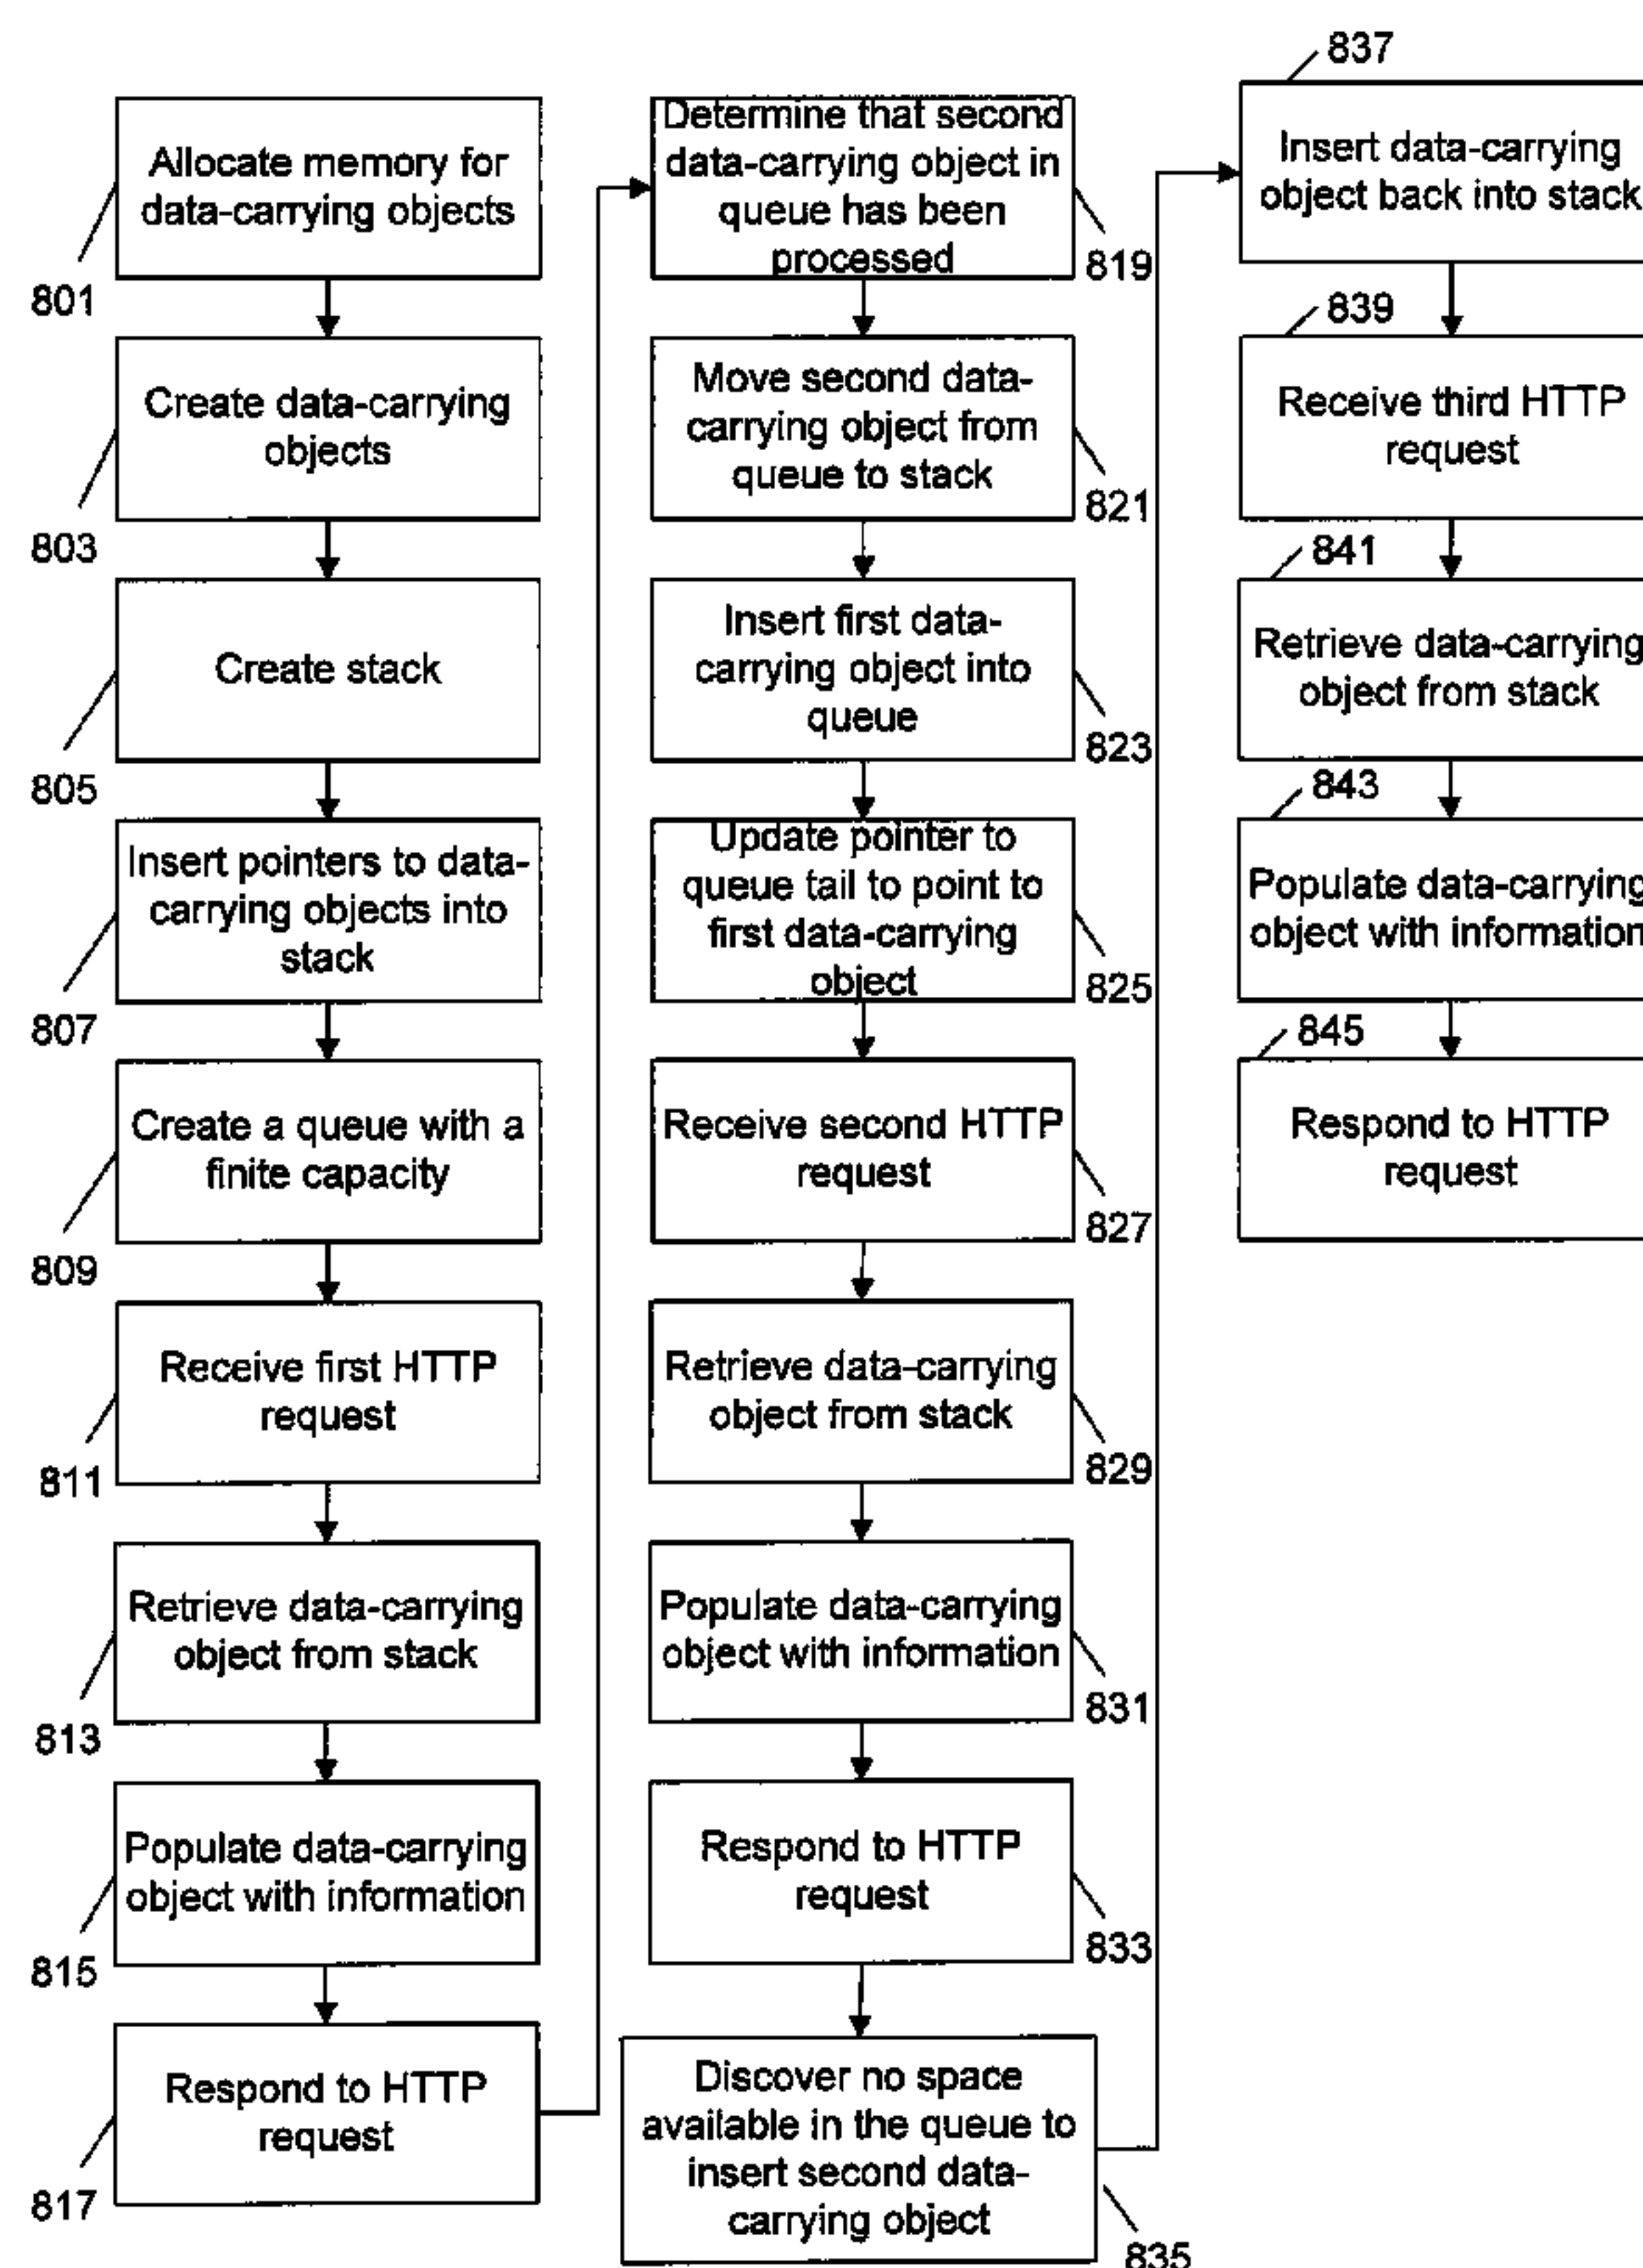 Allocate memory for
data-carrying objects
801
Create data-carrying
objects
803
Create stack
805
Insert pointers to data-
carrying objects into
stack
807
Create a queue with a
finite capacity
809
Receive first HTTP
request
811
Retrieve data-carrying
object from stack
813
Populate data-carrying
object with information
815
Respond to HTTP
request
817
Determine that second
data-carrying object in
queue has been
processed
819
Move second data-
carrying object from
queue to stack
821
Insert first data-
carrying object into
queue
823
Update pointer to
queue tail to point to
first data-carrying
object
825
Receive second HTTP
request
827
Retrieve data-carrying
object from stack
829
Populate data-carrying
object with information
831
Respond to HTTP
request
833
Discover no space
available in the queue to
insert second data-
carrying object
835
837
Insert data-carrying
object back into stack
839
Receive third HTTP
request
841
Retrieve data-carrying
object from stack
843
Populate data-carrying
object with information
845
Respond to HTTP
request